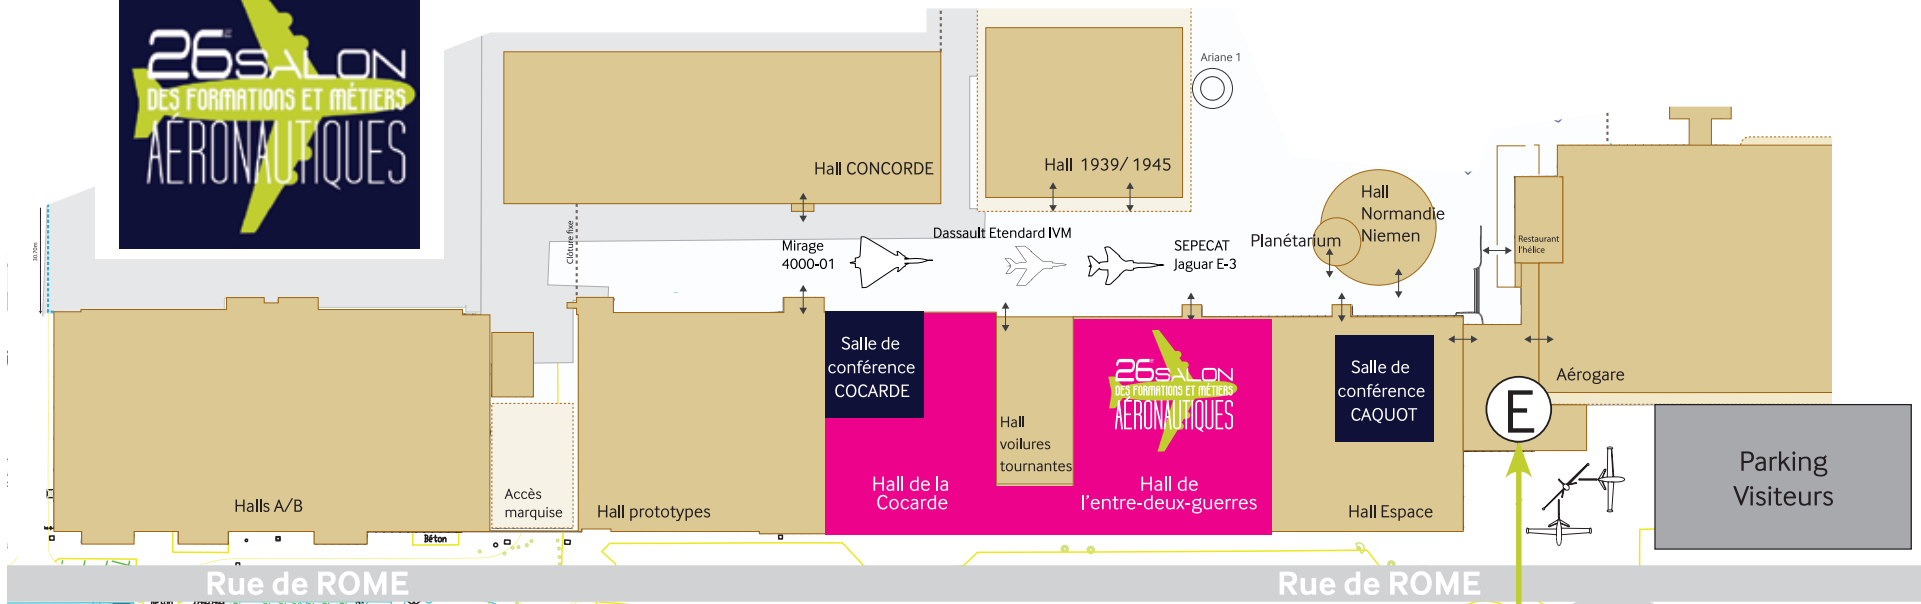 26E SALON
DES FORMATIONS ET MÉTIERS
AÉRONAUTIQUES
Ariane 1
Hall CONCORDE
Hall 1939/ 1945
Hall
Normandie
Niemen
Planétarium
Restaurant
l'hélice
Clôture fixe
Mirage
4000-01
Dassault Etendard IVM
SEPECAT
Jaguar E-3
Salle de
conférence
COCARDE
26E SALON
DES FORMATIONS ET MÉTIERS
AÉRONAUTIQUES
Salle de
conférence
CAQUOT
Aérogare
E
Hall
voilures
tournantes
Parking
Visiteurs
Halls A/B
Accès
marquise
Hall prototypes
Hall de la
Cocarde
Hall de
l'entre-deux-guerres
Hall Espace
Béton
Rue de ROME
Rue de ROME